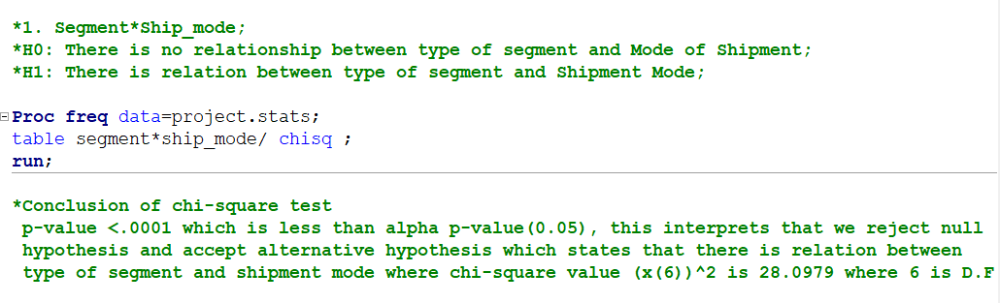 *1. Segment*Ship_mode;
*H0: There is no relationship between type of segment and Mode of Shipment;
*H1: There is relation between type of segment and Shipment Mode;
Proc freq data=project.stats;
table segment*ship_mode/ chisq ;
run;
*Conclusion of chi-square test
p-value <.0001 which is less than alpha p-value(0.05), this interprets that we reject null
hypothesis and accept alternative hypothesis which states that there is relation between
type of segment and shipment mode where chi-square value (x(6))^2 is 28.0979 where 6 is D.F